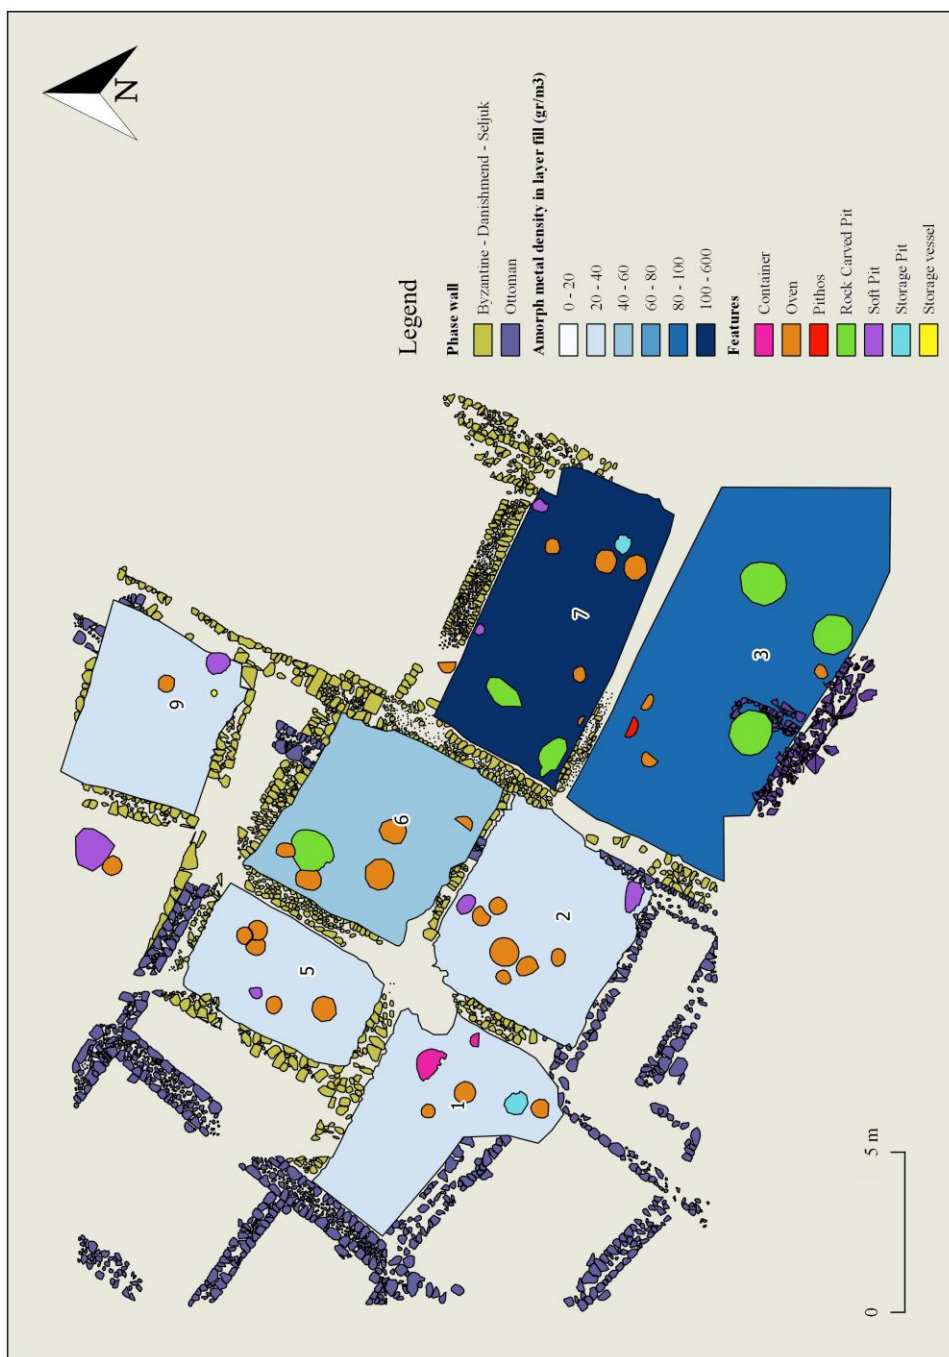 N
9
5
6
1
2
7
3
Legend
Phase wall
Byzantine - Danishmend - Seljuk
Ottoman
Amorph metal density in layer fill (gr/m3)
0 - 20
20 - 40
40 - 60
60 - 80
80 - 100
100 - 600
Features
Container
Oven
Pithos
Rock Carved Pit
Soft Pit
Storage Pit
Storage vessel
0 5 m